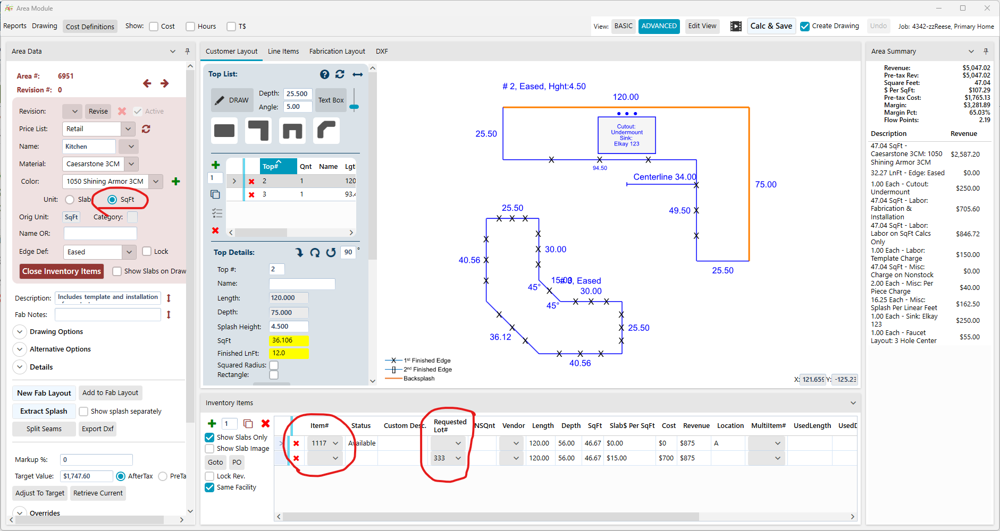 Area Module
Reports Drawing Cost Definitions Show: Cost Hours T$ View: BASIC ADVANCED Edit View Calc & Save Create Drawing Undo Job: 4342-zzReese, Primary Home
Area Data
Area #: 6951
Revision #: 0
Revision: Revise Active
Price List: Retail
Name: Kitchen
Material: Caesarstone 3CM
Color: 1050 Shining Armor 3CM
Unit: Slab SqFt
Orig Unit: SqFt Category:
Name OR:
Edge Def: Eased Lock
Close Inventory Items Show Slabs on Draw
Description: Includes template and installation
Fab Notes:
Drawing Options
Alternative Options
Details
New Fab Layout Add to Fab Layout
Extract Splash Show splash separately
Split Seams Export Dxf
Markup %: 0
Target Value: $1,747.60 AfterTax PreTa
Adjust To Target Retrieve Current
Overrides
Customer Layout Line Items Fabrication Layout DXF
Top List:
DRAW Depth: 25.500 Text Box
Angle: 5.00
Top# Qnt Name Lgt
1
2 1 120
3 1 93.4
Top Details: 90 °
Top #: 2
Name:
Length: 120.000
Depth: 75.000
Splash Height: 4.500
SqFt 36.106
Finished LnFt: 12.0
Squared Radius:
Rectangle:
# 2, Eased, Hght:4.50
120.00
25.50
Cutout:
Undermount
Sink:
Elkay 123
94.50
Centerline 34.00
75.00
49.50
25.50
25.50
30.00
40.56
15.00
# 3, Eased
45°
30.00
45°
25.50
36.12
40.56
1st Finished Edge
2nd Finished Edge
Backsplash
X: 121.659 Y: -125.23
Inventory Items
1
Show Slabs Only
Show Slab Image
Goto PO
Lock Rev.
Same Facility
Item# Status Custom Desc. Requested Lot# NSQnt Vendor Length Depth SqFt Slab$ Per SqFt Cost Revenue Location MultiItem# UsedLength UsedD
1117 Available 120.00 56.00 46.67 $0.00 $0 $875 A
333 120.00 56.00 46.67 $15.00 $700 $875
Area Summary
Revenue: $5,047.02
Pre-tax Rev: $5,047.02
Square Feet: 47.04
$ Per SqFt: $107.29
Pre-tax Cost: $1,765.13
Margin: $3,281.89
Margin Pct: 65.03%
Flow Points: 2.19
Description Revenue
47.04 SqFt -
Caesarstone 3CM: 1050 $2,587.20
Shining Armor 3CM
32.27 LnFt - Edge: Eased $0.00
1.00 Each - Cutout: $250.00
Undermount
47.04 SqFt - Labor:
Fabrication & $705.60
Installation
47.04 SqFt - Labor:
Labor on SqFt Calcs $846.72
Only
1.00 Each - Labor: $150.00
Template Charge
47.04 SqFt - Misc: $0.00
Charge on Nonstock
2.00 Each - Misc: Per $40.00
Piece Charge
16.25 Each - Misc: $162.50
Splash Per Linear Feet
1.00 Each - Sink: Elkay $250.00
123
1.00 Each - Faucet $55.00
Layout: 3 Hole Center